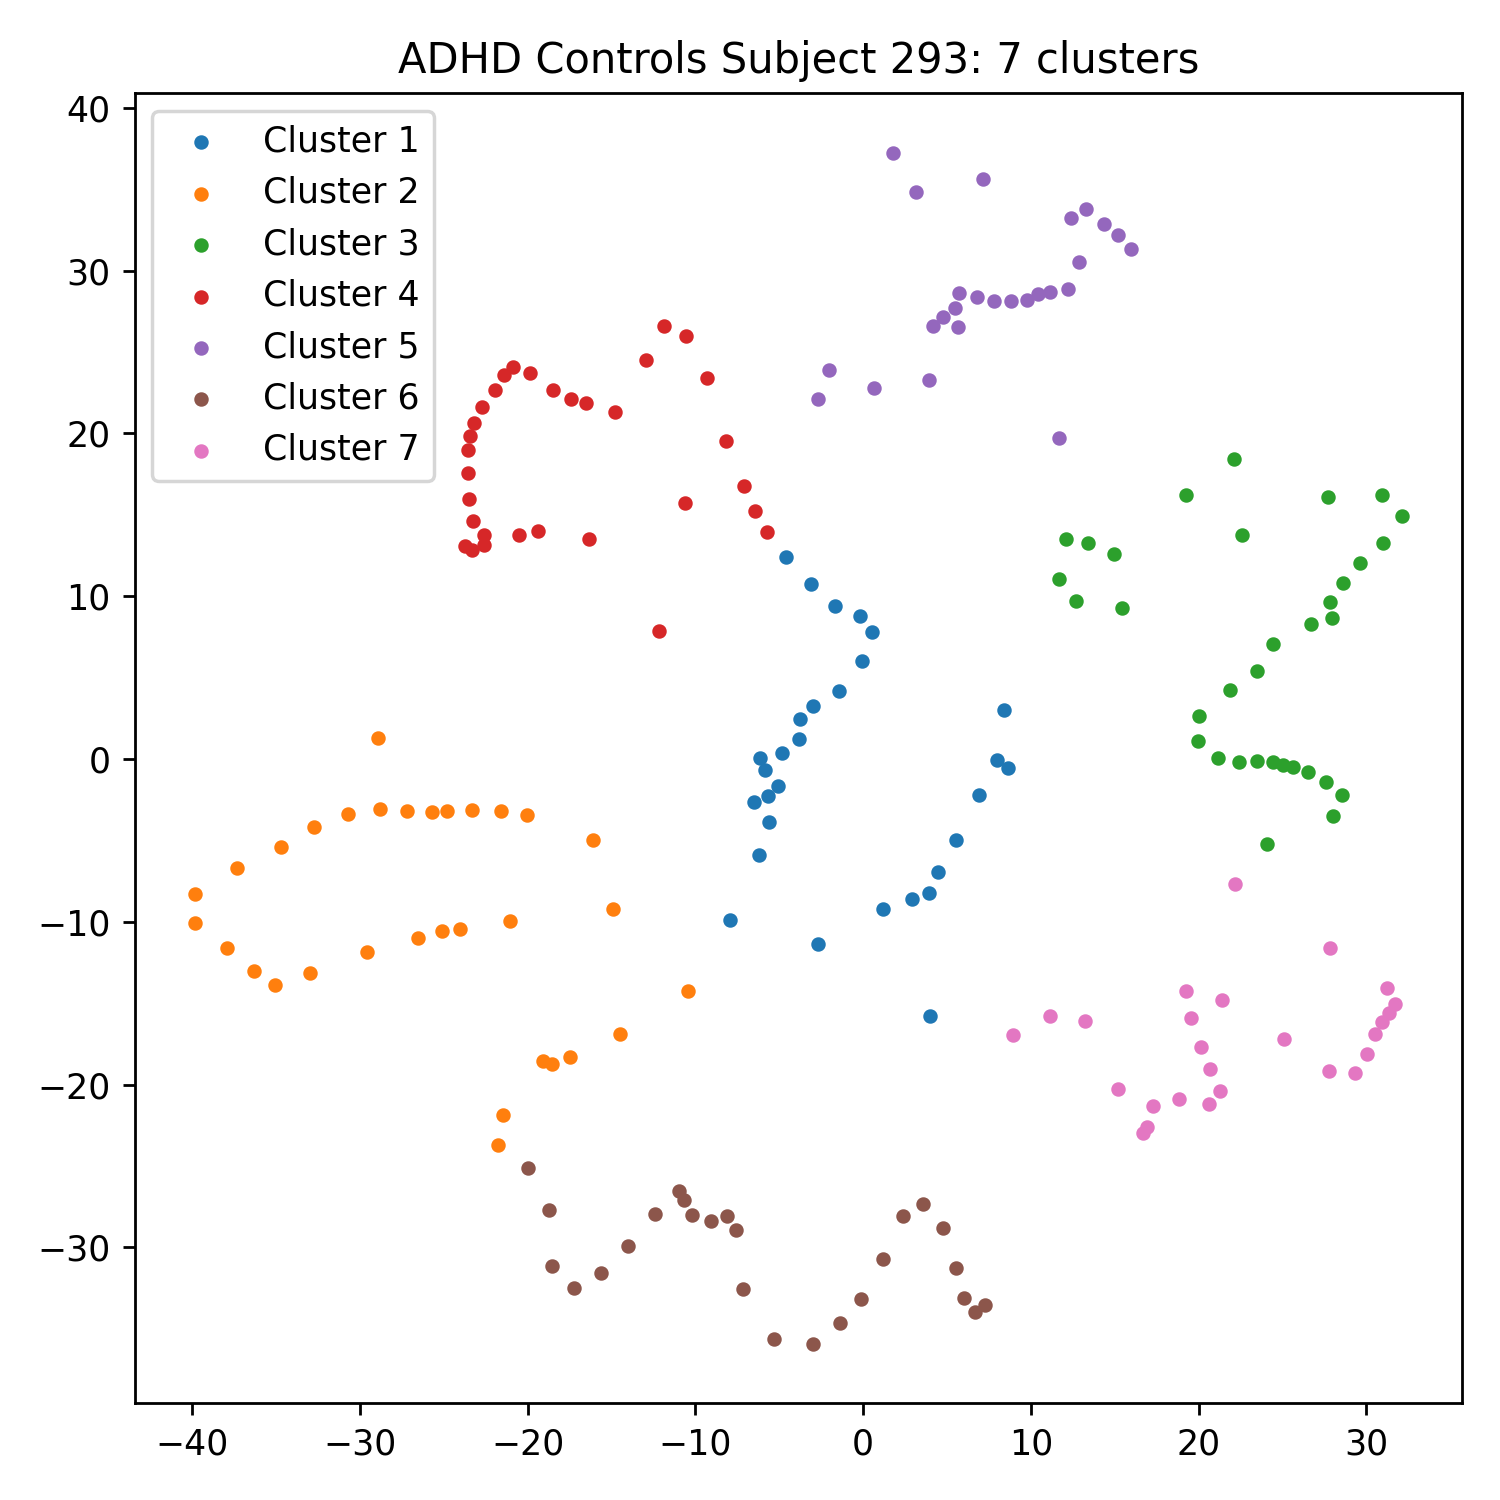 ADHD Controls Subject 293: 7 clusters
Cluster 1
Cluster 2
Cluster 3
Cluster 4
Cluster 5
Cluster 6
Cluster 7
40
30
20
10
0
−10
−20
−30
−40 −30 −20 −10 0 10 20 30